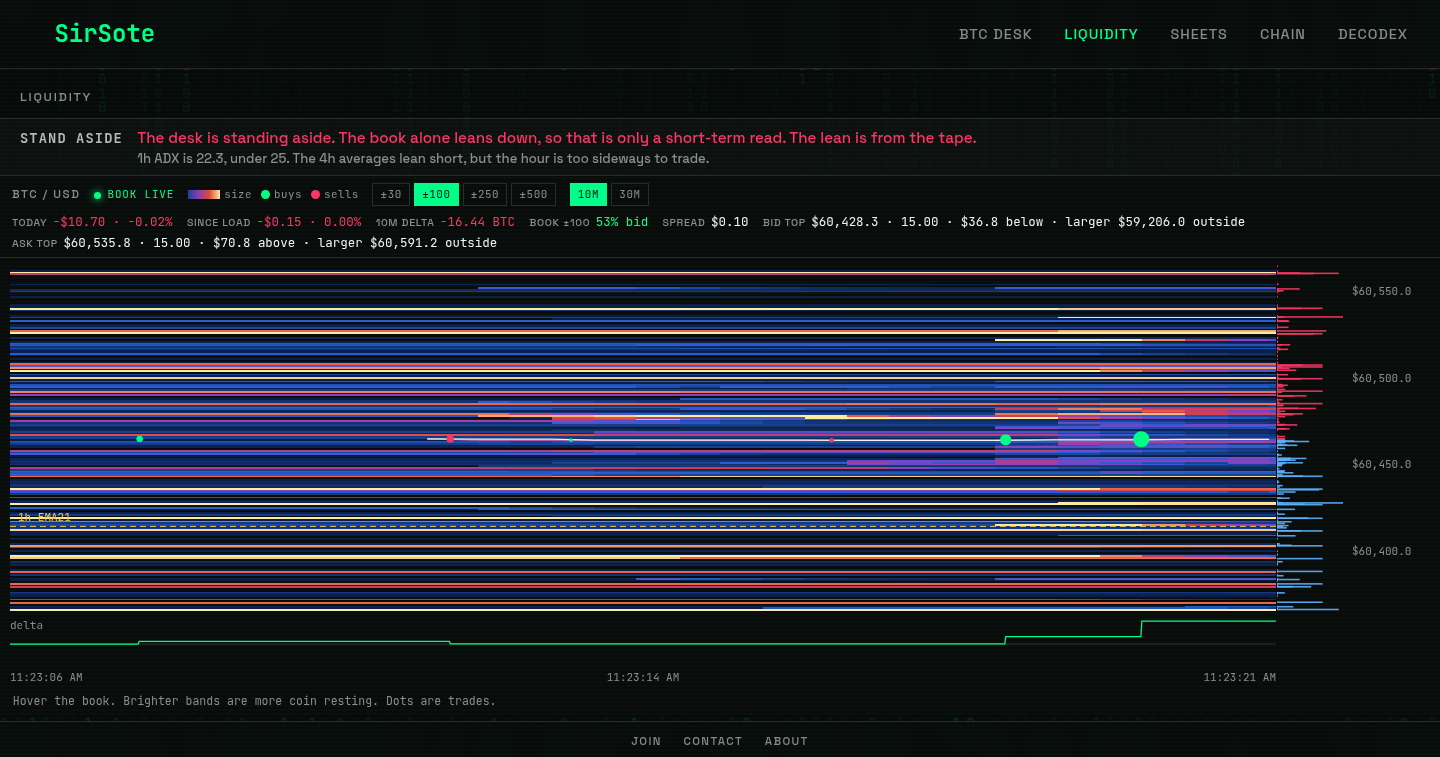 SirSote
BTC DESK LIQUIDITY SHEETS CHAIN DECODEX
LIQUIDITY
STAND ASIDE The desk is standing aside. The book alone leans down, so that is only a short-term read. The lean is from the tape.
1h ADX is 22.3, under 25. The 4h averages lean short, but the hour is too sideways to trade.
BTC / USD BOOK LIVE size buys sells ±30 ±100 ±250 ±500 10M 30M
TODAY -$10.70 · -0.02% SINCE LOAD -$0.15 · 0.00% 10M DELTA -16.44 BTC BOOK ±100 53% bid SPREAD $0.10 BID TOP $60,428.3 · 15.00 · $36.8 below · larger $59,206.0 outside
ASK TOP $60,535.8 · 15.00 · $70.8 above · larger $60,591.2 outside
$60,550.0
$60,500.0
$60,450.0
1h EMA21
$60,400.0
delta
11:23:06 AM 11:23:14 AM 11:23:21 AM
Hover the book. Brighter bands are more coin resting. Dots are trades.
JOIN CONTACT ABOUT